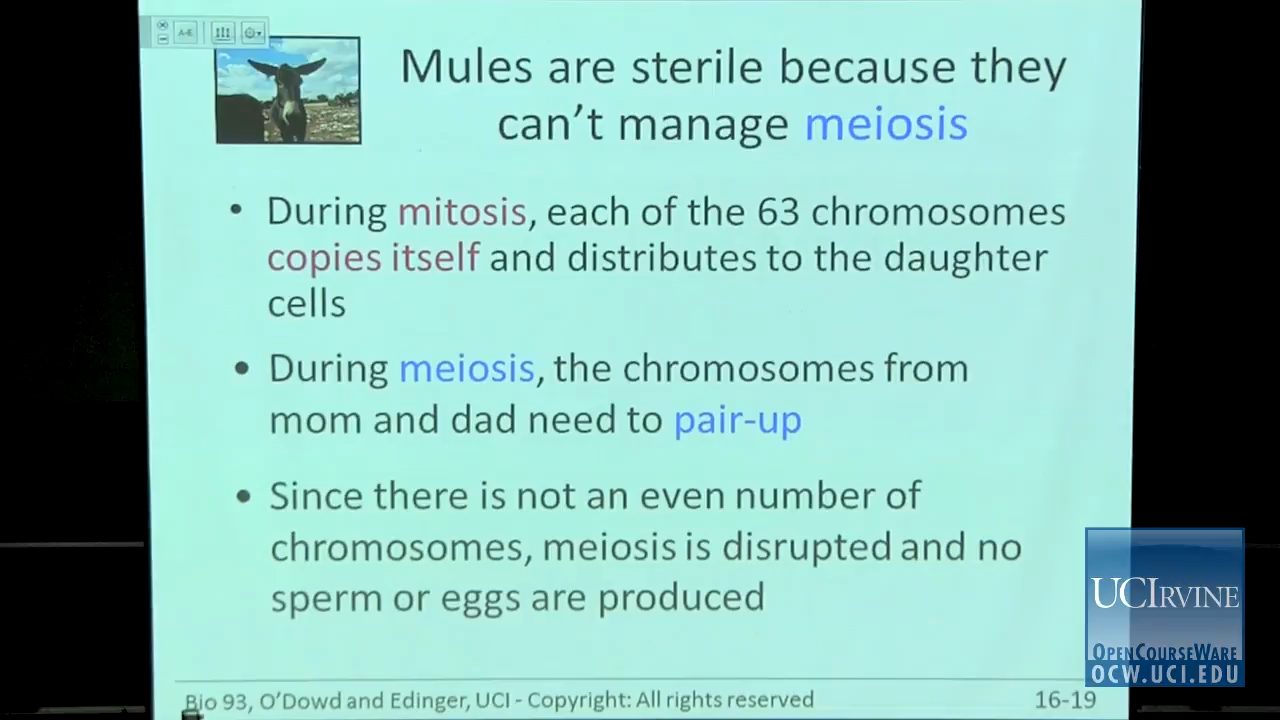 A-E
Mules are sterile because they
can't manage meiosis
• During mitosis, each of the 63 chromosomes
copies itself and distributes to the daughter
cells
• During meiosis, the chromosomes from
mom and dad need to pair-up
• Since there is not an even number of
chromosomes, meiosis is disrupted and no
sperm or eggs are produced
UCIRVINE
OPENCOURSEWARE
OCW.UCI.EDU
Bio 93, O'Dowd and Edinger, UCI - Copyright: All rights reserved
16-19